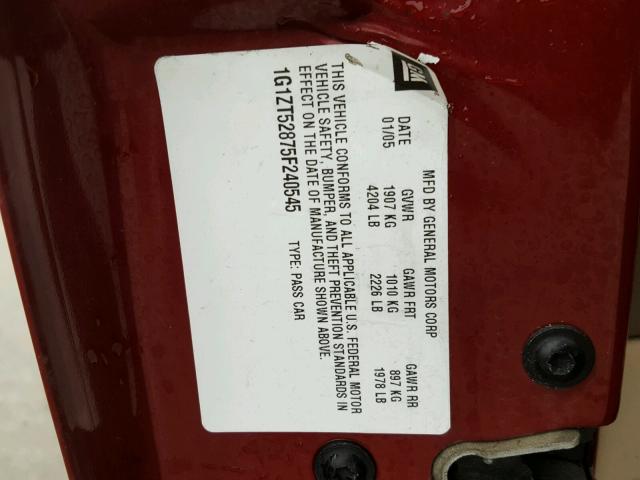 GM
MFD BY GENERAL MOTORS CORP
DATE GVWR GAWR FRT GAWR RR
01/05 1907 KG 1010 KG 897 KG
4204 LB 2226 LB 1978 LB
THIS VEHICLE CONFORMS TO ALL APPLICABLE U.S. FEDERAL MOTOR
VEHICLE SAFETY, BUMPER, AND THEFT PREVENTION STANDARDS IN
EFFECT ON THE DATE OF MANUFACTURE SHOWN ABOVE.
1G1ZT52875F240545 TYPE: PASS CAR